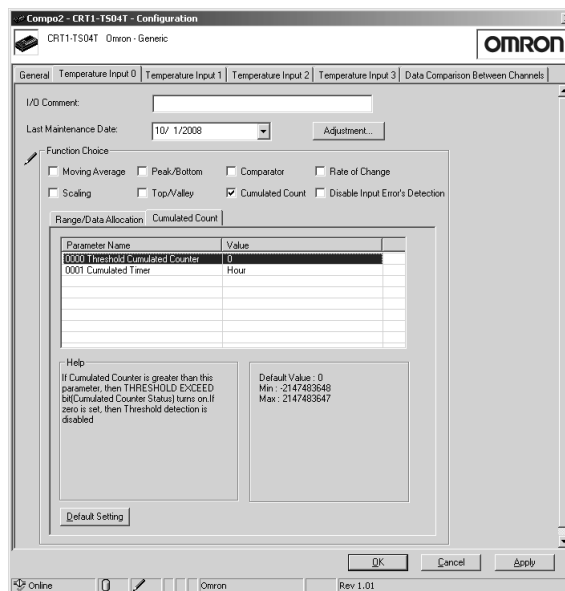 Compo2 - CRT1-TS04T - Configuration
CRT1-TS04T Omron - Generic
OMRON
General Temperature Input 0 Temperature Input 1 Temperature Input 2 Temperature Input 3 Data Comparison Between Channels
I/O Comment:
Last Maintenance Date: 10/ 1/2008 Adjustment...
Function Choice
Moving Average Peak/Bottom Comparator Rate of Change
Scaling Top/Valley Cumulated Count Disable Input Error's Detection
Range/Data Allocation Cumulated Count
Parameter Name Value
0000 Threshold Cumulated Counter 0
0001 Cumulated Timer Hour
Help
If Cumulated Counter is greater than this
parameter, then THRESHOLD EXCEED
bit(Cumulated Counter Status) turns on.If
zero is set, then Threshold detection is
disabled
Default Value : 0
Min : -2147483648
Max : 2147483647
Default Setting
OK Cancel Apply
Online Omron Rev 1.01